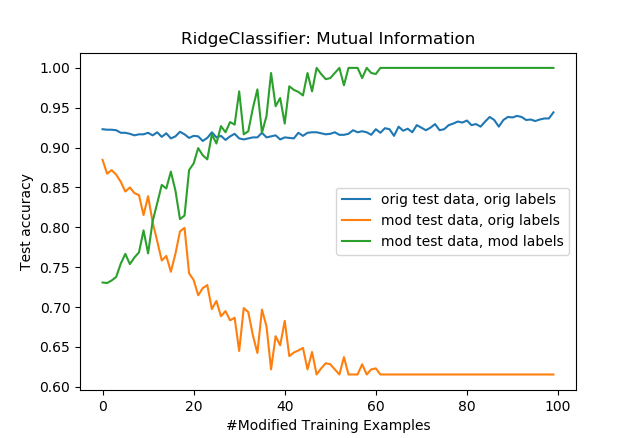 RidgeClassifier: Mutual Information
1.00
0.95
0.90
0.85
0.80
0.75
0.70
0.65
0.60
Test accuracy
orig test data, orig labels
mod test data, orig labels
mod test data, mod labels
0 20 40 60 80 100
#Modified Training Examples